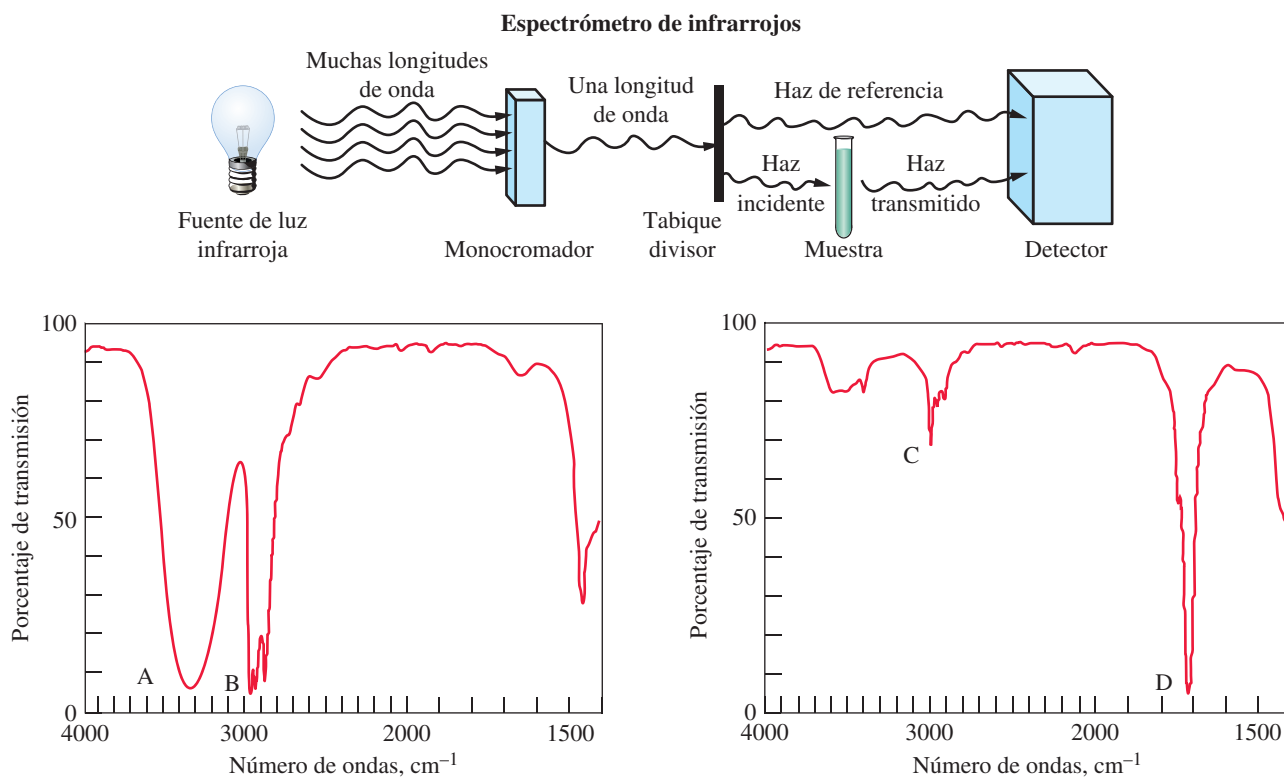 Espectrómetro de infrarrojos
Muchas longitudes
de onda
Una longitud
de onda
Haz de referencia
Haz
incidente
Haz
transmitido
Fuente de luz
infrarroja
Monocromador
Tabique
divisor
Muestra
Detector
100
50
0
Porcentaje de transmisión
A
B
4000
3000
2000
1500
Número de ondas, cm⁻¹
100
50
0
Porcentaje de transmisión
C
D
4000
3000
2000
1500
Número de ondas, cm⁻¹